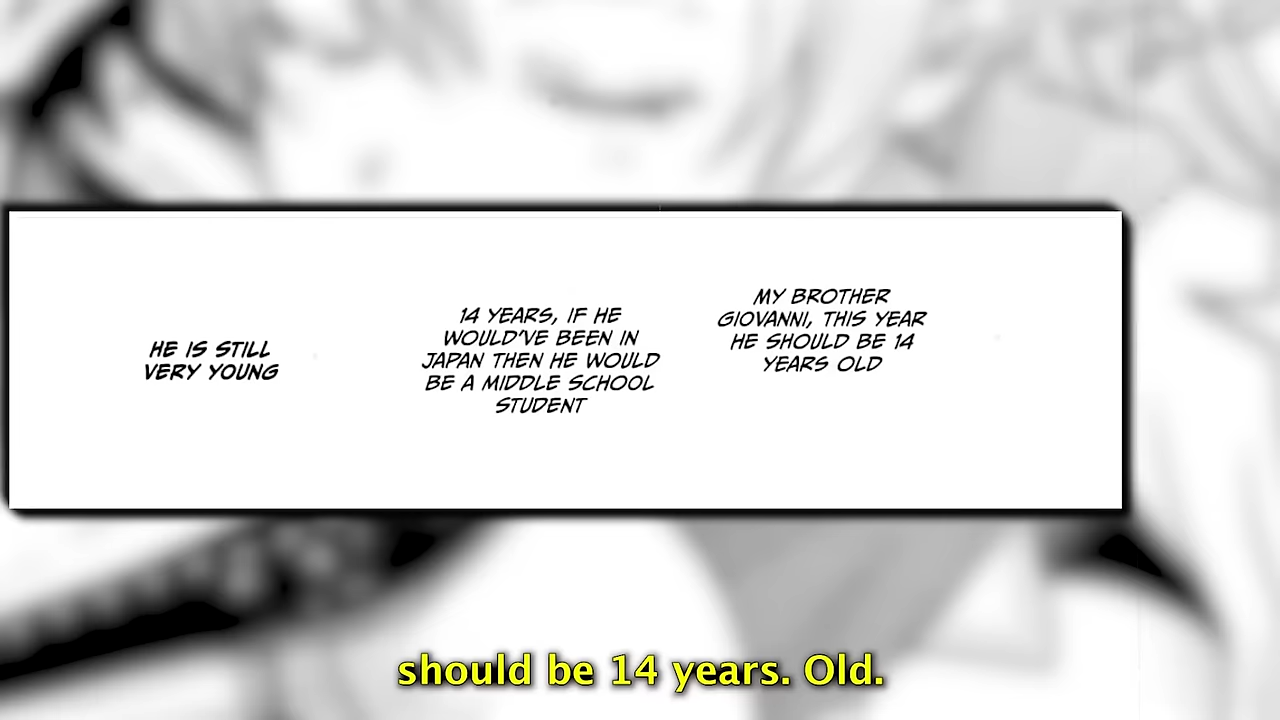 MY BROTHER
GIOVANNI, THIS YEAR
HE SHOULD BE 14
YEARS OLD
14 YEARS, IF HE
WOULD'VE BEEN IN
JAPAN THEN HE WOULD
BE A MIDDLE SCHOOL
STUDENT
HE IS STILL
VERY YOUNG
should be 14 years. Old.